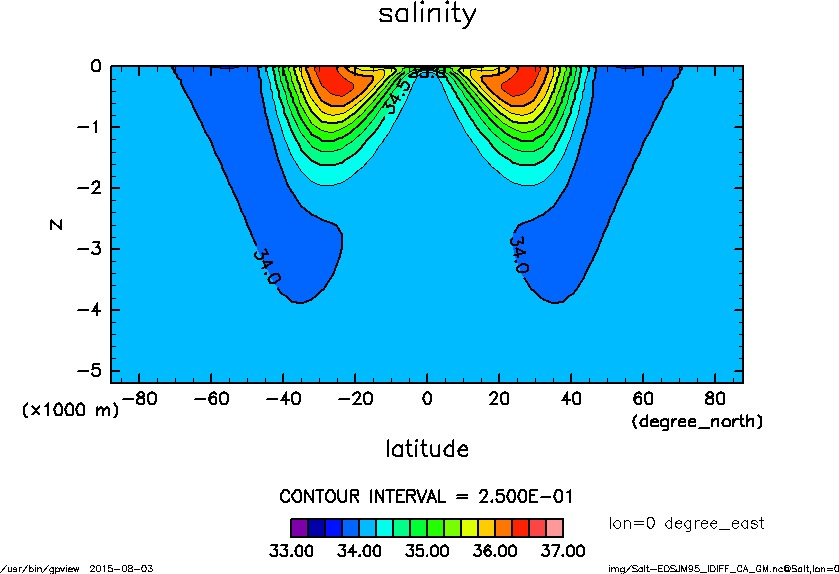 salinity
0
-1
-2
-3
-4
-5
z
34.5
34.0
34.0
(×1000 m)
-80 -60 -40 -20 0 20 40 60 80
(degree_north)
latitude
CONTOUR INTERVAL = 2.500E-01
33.00 34.00 35.00 36.00 37.00
lon=0 degree_east
/usr/bin/gpview 2015-08-03
img/Salt-EOSJM95_IDIFF_CA_GM.nc@Salt,lon=0